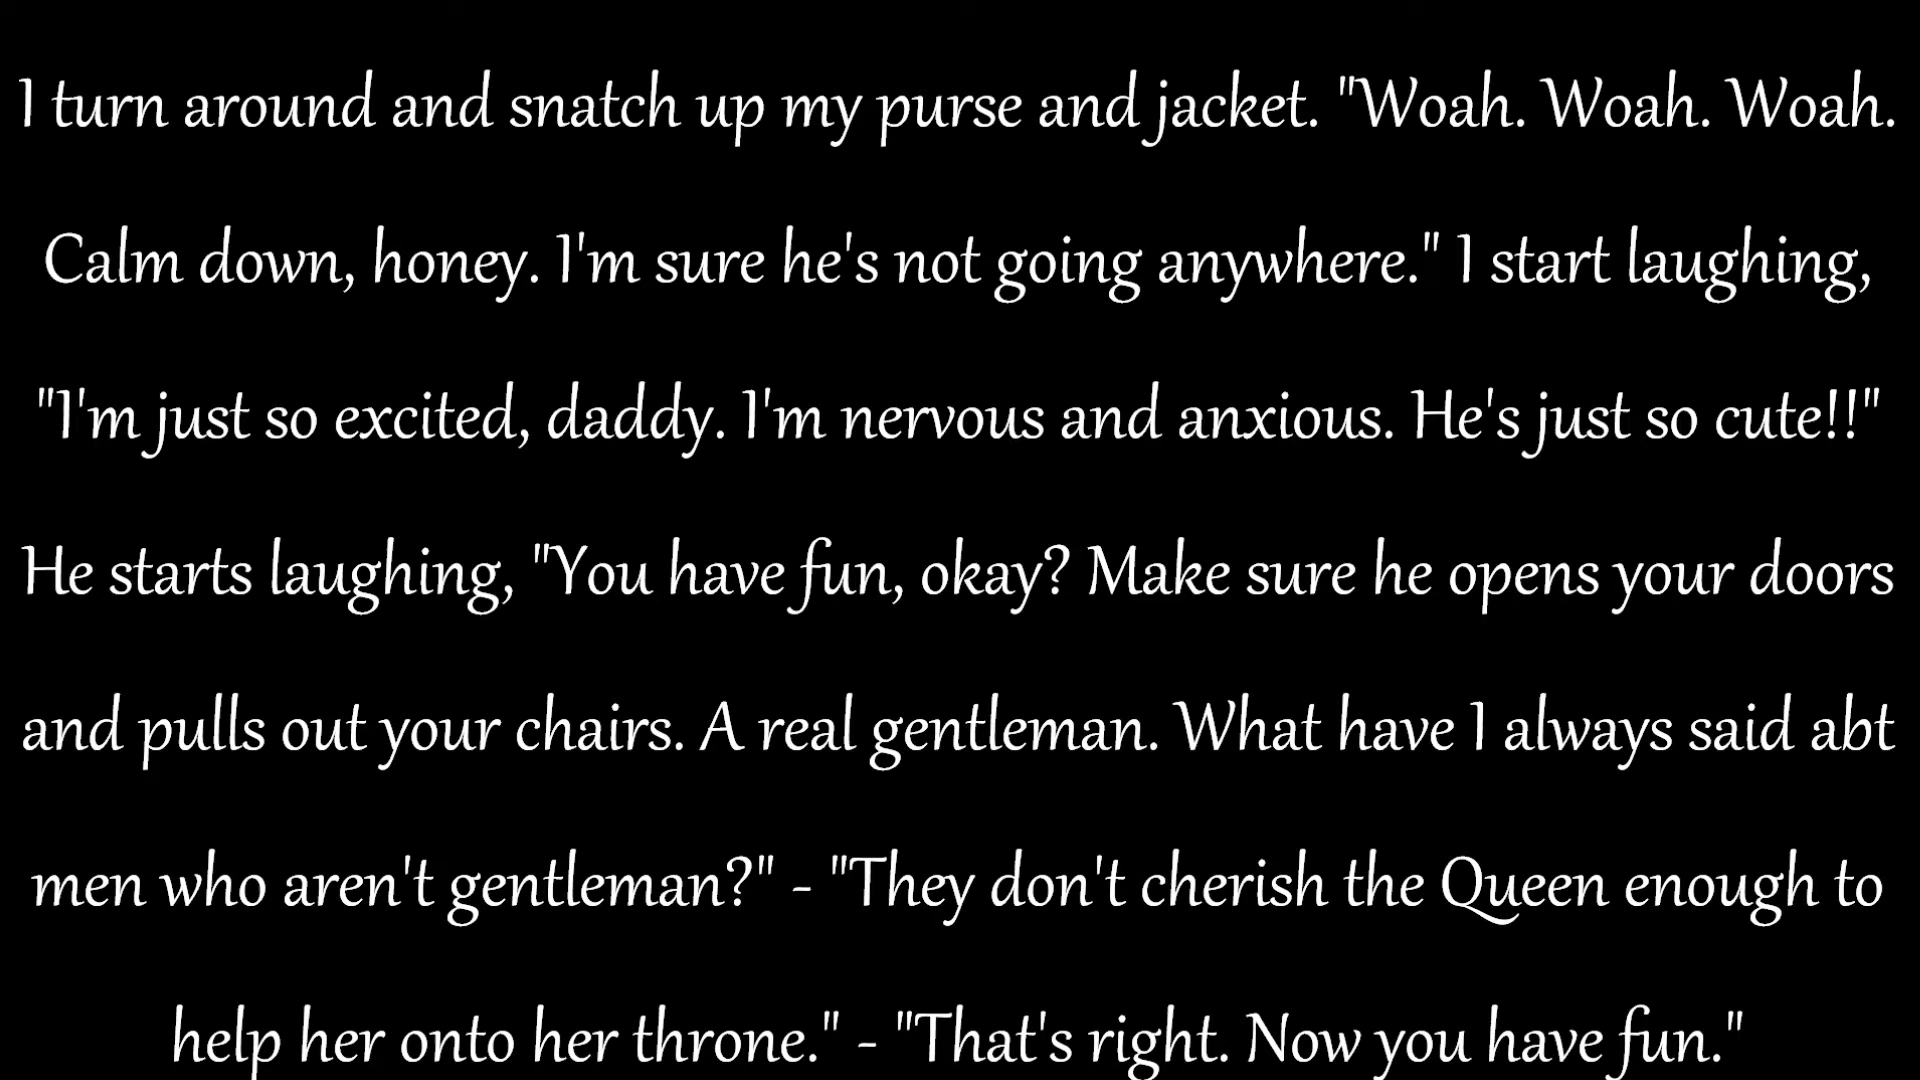 I turn around and snatch up my purse and jacket. "Woah. Woah. Woah.
Calm down, honey. I'm sure he's not going anywhere." I start laughing,
"I'm just so excited, daddy. I'm nervous and anxious. He's just so cute!!"
He starts laughing, "You have fun, okay? Make sure he opens your doors
and pulls out your chairs. A real gentleman. What have I always said abt
men who aren't gentleman?" - "They don't cherish the Queen enough to
help her onto her throne." - "That's right. Now you have fun."